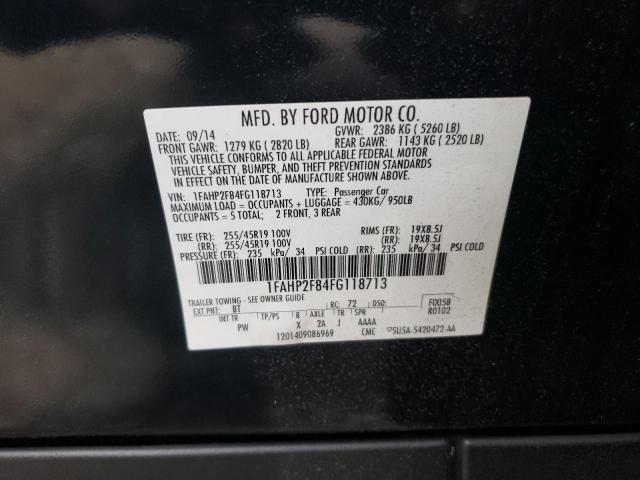 MFD. BY FORD MOTOR CO.
DATE: 09/14 GVWR: 2386 KG ( 5260 LB)
FRONT GAWR: 1279 KG ( 2820 LB) REAR GAWR: 1143 KG ( 2520 LB)
THIS VEHICLE CONFORMS TO ALL APPLICABLE FEDERAL MOTOR
VEHICLE SAFETY, BUMPER, AND THEFT PREVENTION STANDARDS
IN EFFECT ON THE DATE OF MANUFACTURE SHOWN ABOVE.
VIN: 1FAHP2F84FG118713 TYPE: Passenger Car
MAXIMUM LOAD = OCCUPANTS + LUGGAGE = 430KG/ 950LB
OCCUPANTS = 5 TOTAL; 2 FRONT, 3 REAR
TIRE (FR): 255/45R19 100V RIMS (FR): 19X8.5J
(RR): 255/45R19 100V (RR): 19X8.5J
PRESSURE (FR): 235 kPa/ 34 PSI COLD (RR): 235 kPa/ 34 PSI COLD
1FAHP2F84FG118713
TRAILER TOWING - SEE OWNER GUIDE
EXT PNT: BT RC: 72 DSO: F0058
INT TR TP/PS R AXLE TR SPR R0102
PW X 2A J AAAA
1201409086969 CMC 5U5A-5420472-AA